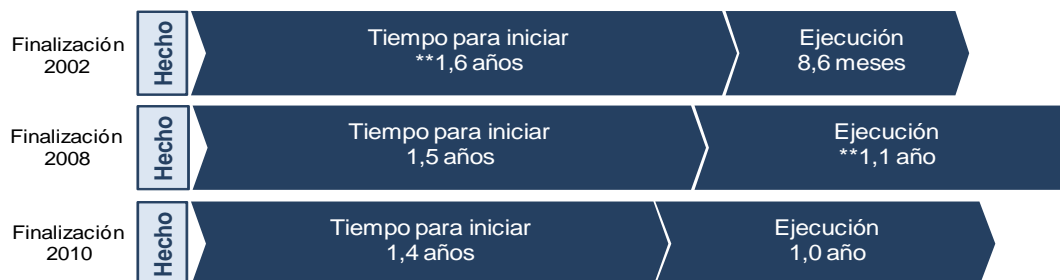 Finalización
2002
Hecho
Tiempo para iniciar
**1,6 años
Ejecución
8,6 meses
Finalización
2008
Hecho
Tiempo para iniciar
1,5 años
Ejecución
**1,1 año
Finalización
2010
Hecho
Tiempo para iniciar
1,4 años
Ejecución
1,0 año